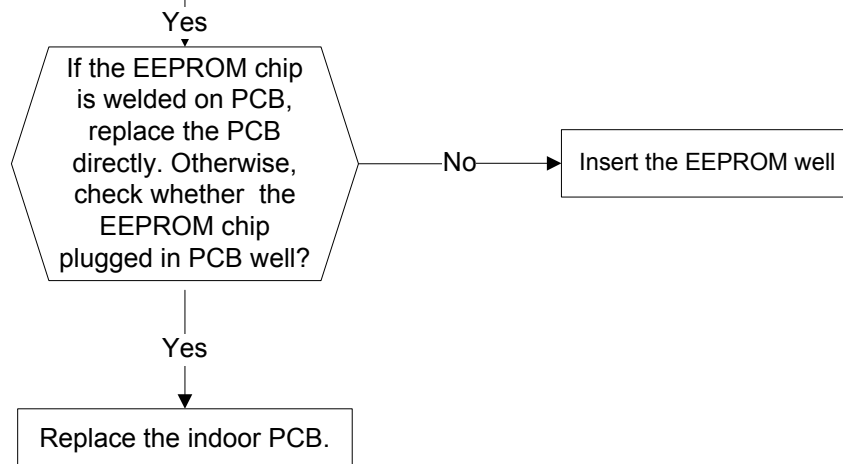 Yes
If the EEPROM chip
is welded on PCB,
replace the PCB
directly. Otherwise,
check whether the
EEPROM chip
plugged in PCB well?
No
Insert the EEPROM well
Yes
Replace the indoor PCB.